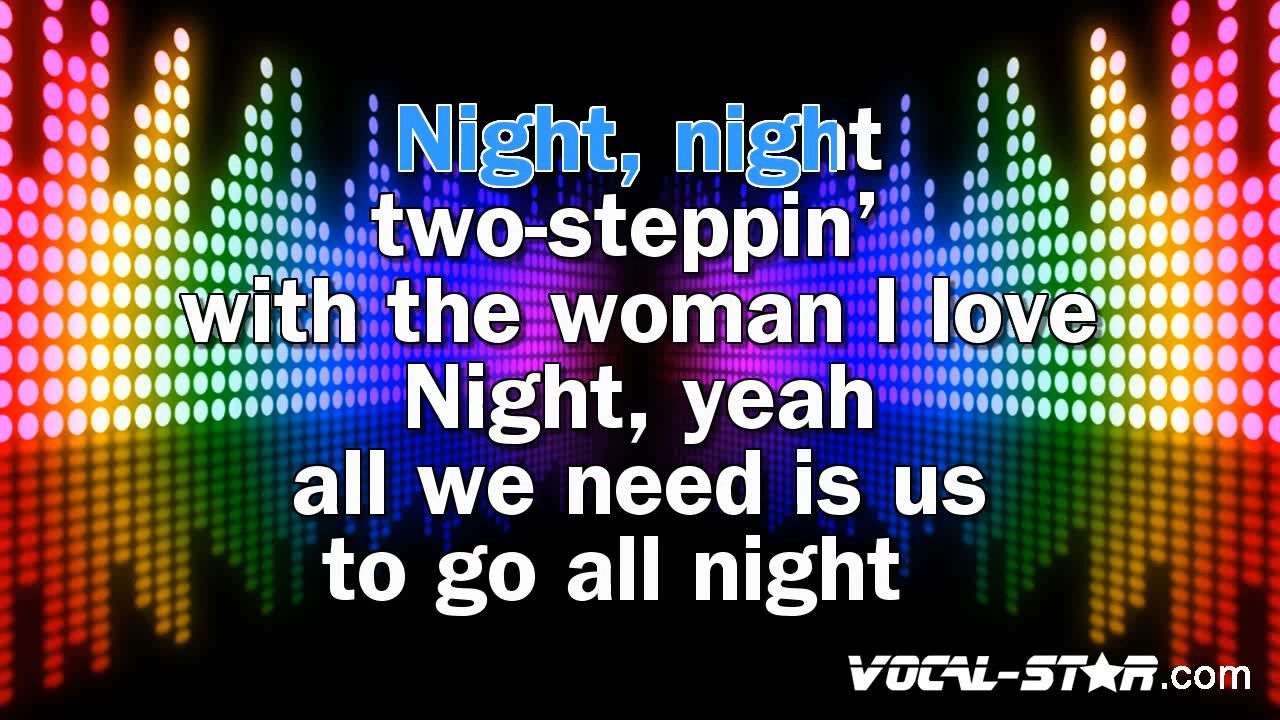 Night, night
two-steppin’
with the woman I love
Night, yeah
all we need is us
to go all night
VOCAL-STAR.com